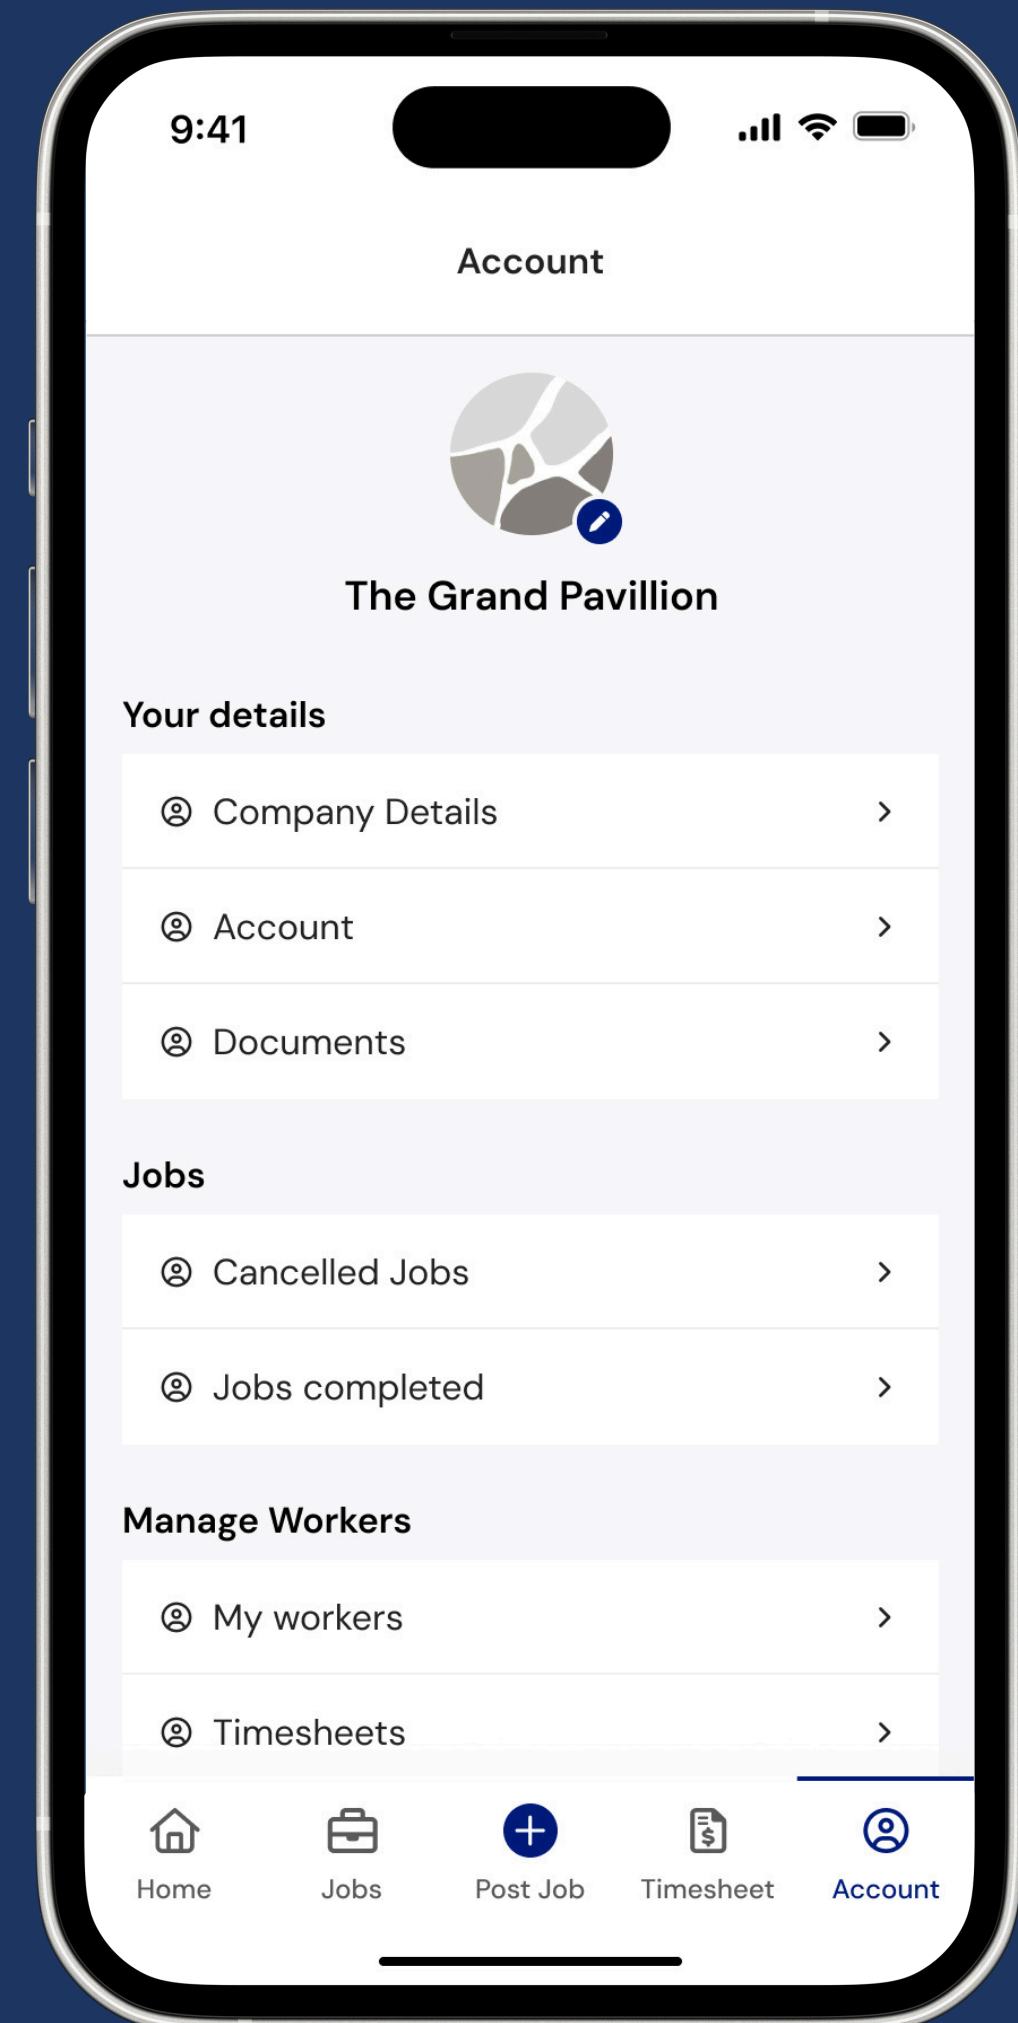 9:41
Account
The Grand Pavillion
Your details
Company Details
Account
Documents
Jobs
Cancelled Jobs
Jobs completed
Manage Workers
My workers
Timesheets
Home Jobs Post Job Timesheet Account